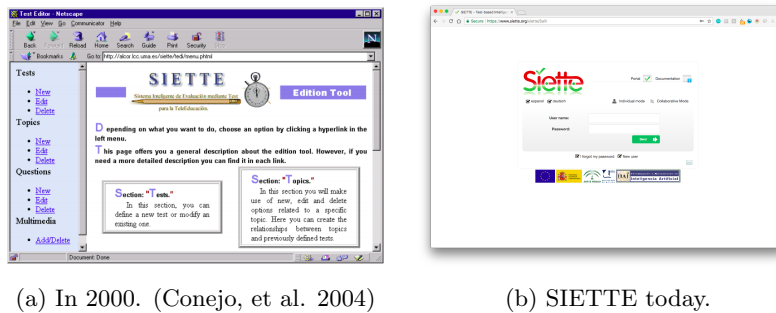 Test Editor - Netscape
File Edit View Go Communicator Help
Back Forward Reload Home Search Guide Print Security Stop
Bookmarks Go to: http://alcor.lcc.uma.es/siette/tedi/menu.phtml
Tests
New
Edit
Delete
Topics
New
Edit
Delete
Questions
New
Edit
Delete
Multimedia
Add/Delete
SIETTE
Sistema Inteligente de Evaluación mediante Test
para la TeleEducación.
Edition Tool
Depending on what you want to do, choose an option by clicking a hyperlink in the
left menu.
This page offers you a general description about the edition tool. However, if you
need a more detailed description you can find it in each link.
Section: "Tests."
In this section, you can
define a new test or modify an
existing one.
Section: "Topics."
In this section you will make
use of new, edit and delete
options related to a specific
topic. Here you can create the
relationships between topics
and previously defined tests.
Document: Done
(a) In 2000. (Conejo, et al. 2004)
Secure https://www.siette.org
Siette
Portal Documentation
espanol deutsch Individual mode Collaborative Mode
User name:
Password:
Next
I forgot my password New user
Inteligencia Artificial
(b) SIETTE today.